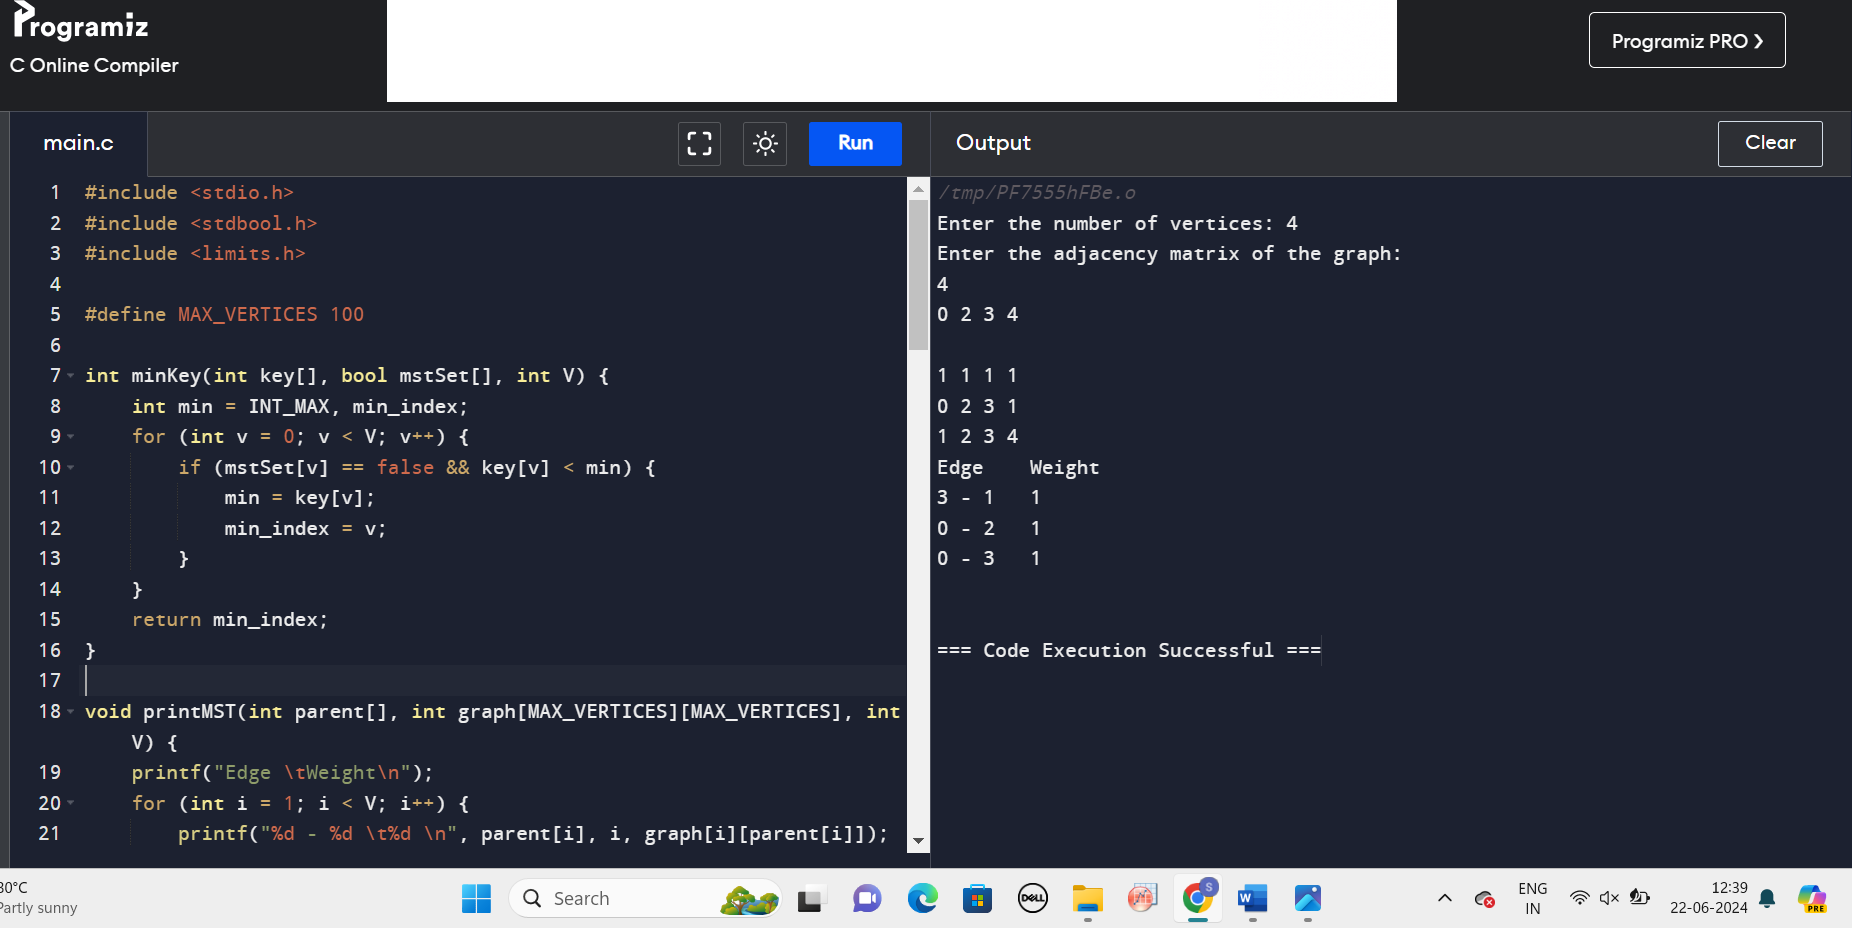 Programiz
C Online Compiler
Programiz PRO ❯
main.c
Run
Output
Clear
1 #include <stdio.h>
2 #include <stdbool.h>
3 #include <limits.h>
4
5 #define MAX_VERTICES 100
6
7 int minKey(int key[], bool mstSet[], int V) {
8 int min = INT_MAX, min_index;
9 for (int v = 0; v < V; v++) {
10 if (mstSet[v] == false && key[v] < min) {
11 min = key[v];
12 min_index = v;
13 }
14 }
15 return min_index;
16 }
17
18 void printMST(int parent[], int graph[MAX_VERTICES][MAX_VERTICES], int
V) {
19 printf("Edge \tWeight\n");
20 for (int i = 1; i < V; i++) {
21 printf("%d - %d \t%d \n", parent[i], i, graph[i][parent[i]]);
/tmp/PF7555hFBe.o
Enter the number of vertices: 4
Enter the adjacency matrix of the graph:
4
0 2 3 4
1 1 1 1
0 2 3 1
1 2 3 4
Edge Weight
3 - 1 1
0 - 2 1
0 - 3 1
=== Code Execution Successful ===
30°C
Partly sunny
Search
DELL
S
W
ENG
IN
12:39
22-06-2024
PRE